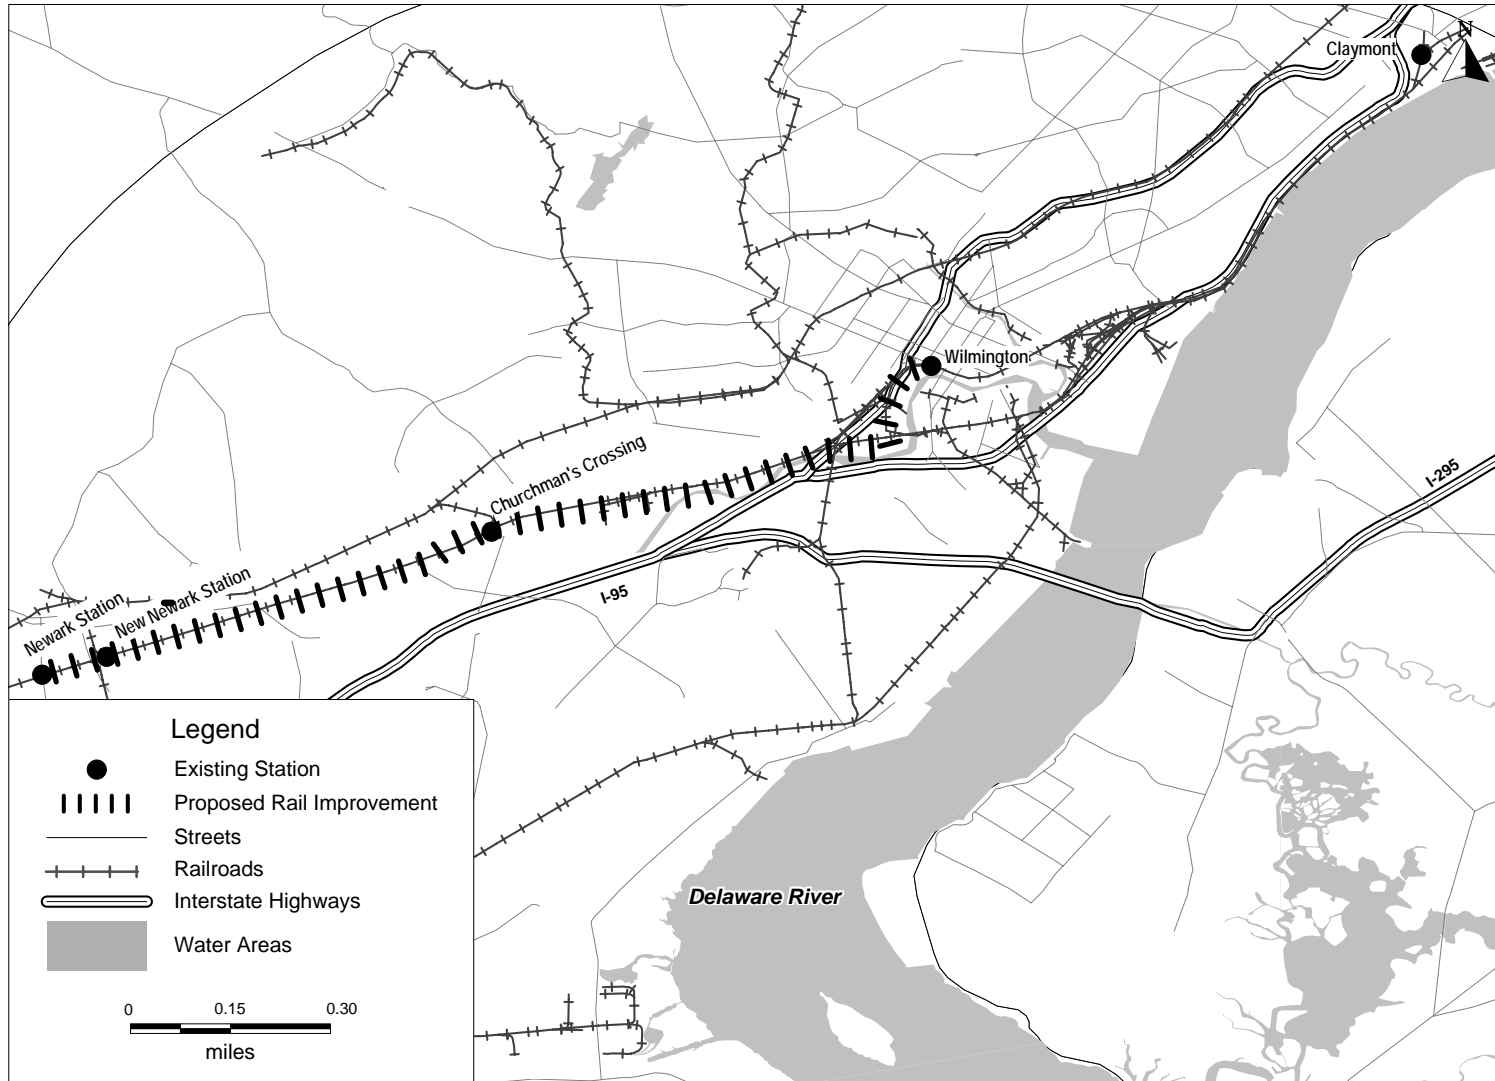 N
Claymont
Wilmington
Churchman's Crossing
I-295
I-95
New Newark Station
Newark Station
Legend
Existing Station
Proposed Rail Improvement
Streets
Railroads
Interstate Highways
Water Areas
0 0.15 0.30
miles
Delaware River